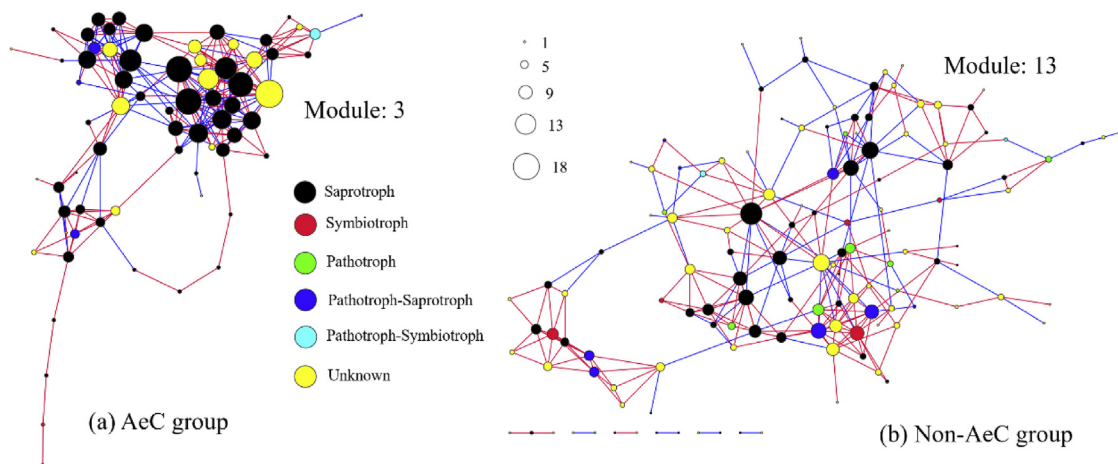 1
5
9
13
18
Module: 3
Module: 13
Saprotroph
Symbiotroph
Pathotroph
Pathotroph-Saprotroph
Pathotroph-Symbiotroph
Unknown
(a) AeC group
(b) Non-AeC group